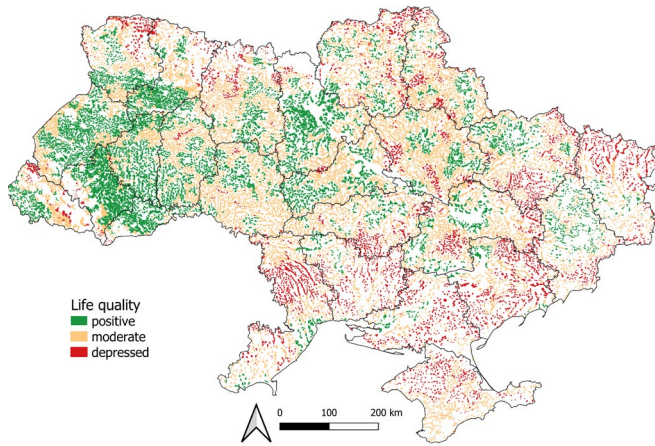 Life quality
positive
moderate
depressed
0 100 200 km